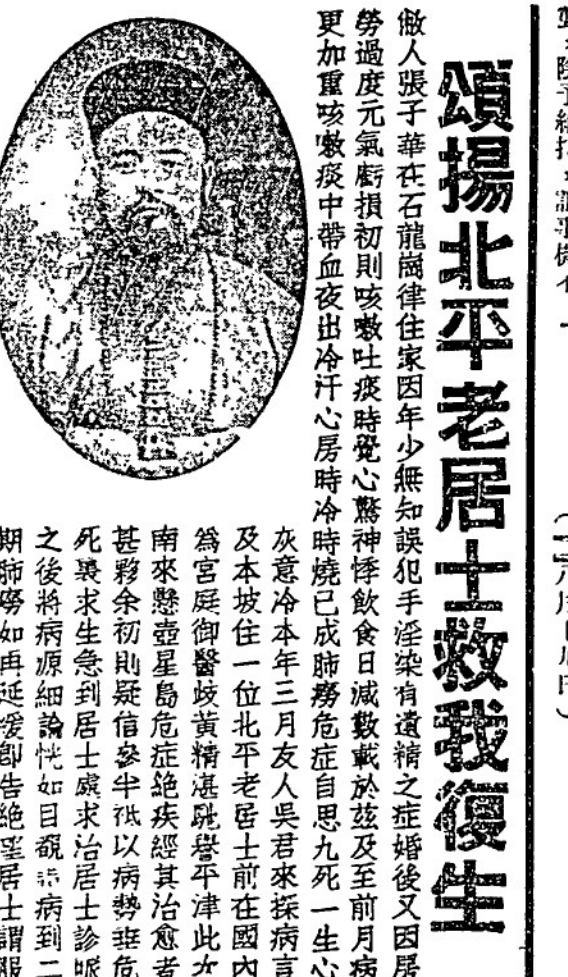 頌揚北平老居士救我復生
敝人張子華在石龍崗律住家因年少無知誤犯手淫染有遺精之症婚後又因居
勞過度元氣虧損初則咳嗽吐痰時覺心驚神悸飲食日減數載於茲及至前月病
更加重咳嗽痰中帶血夜出冷汗心房時冷時燒已成肺癆危症自思九死一生心
灰意冷本年三月友人吳君來探病言
及本坡住一位北平老居士前在國內
爲宮庭御醫歧黃精湛馳譽平津此次
南來懸壺星島危症絕疾經其治愈者
甚夥余初則疑信參半祇以病勢垂危
死裏求生急到居士處求治居士診脈
之後將病源細論恍如目覩 病到二
期肺癆如再延緩卽告絕望居士謂服